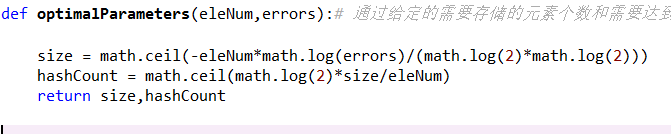 def optimalParameters(eleNum,errors):# 通过给定的需要存储的元素个数和需要达到
size = math.ceil(-eleNum*math.log(errors)/(math.log(2)*math.log(2)))
hashCount = math.ceil(math.log(2)*size/eleNum)
return size,hashCount